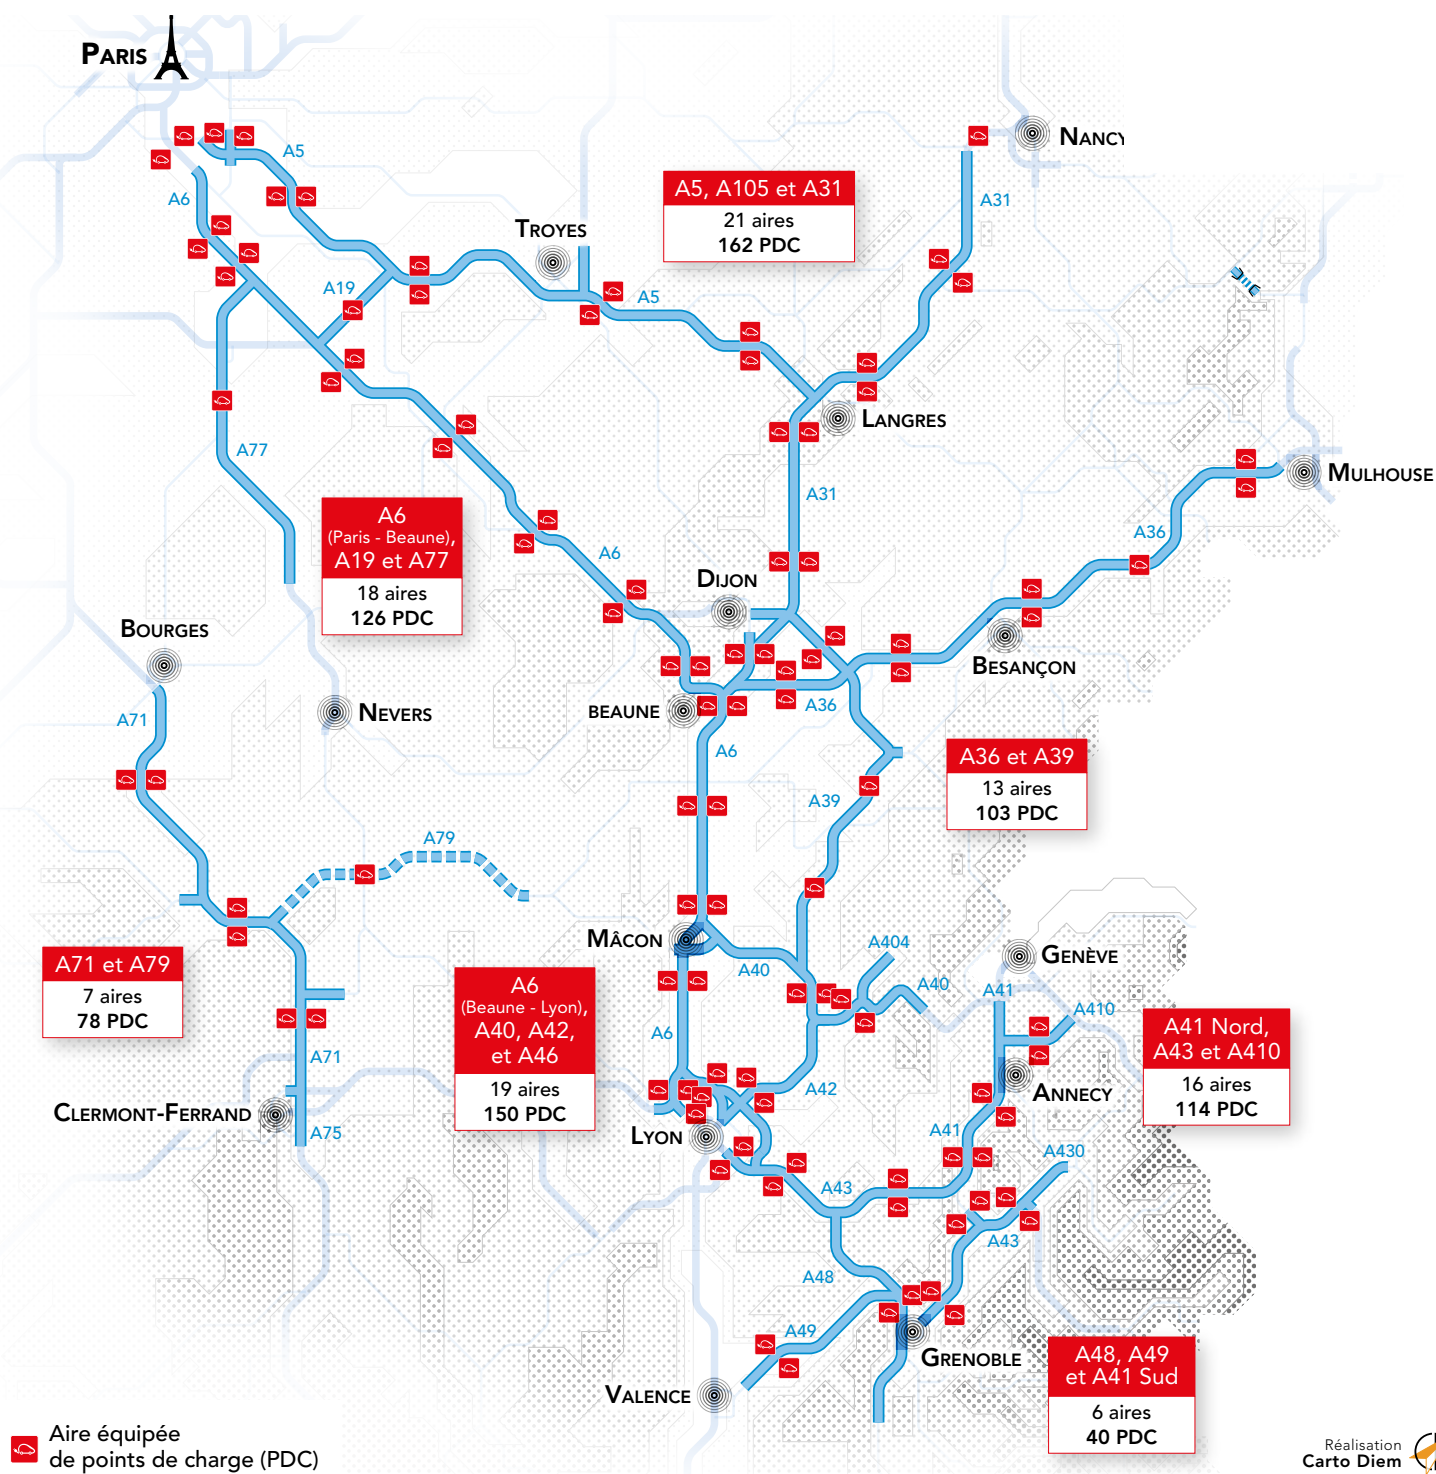 PARIS
NANCY
A5
A6
A5, A105 et A31
21 aires
162 PDC
A31
TROYES
A19
A5
LANGRES
A77
MULHOUSE
A31
A36
A6
(Paris - Beaune),
A19 et A77
18 aires
126 PDC
A6
DIJON
BOURGES
BESANÇON
A71
NEVERS
BEAUNE
A36
A6
A36 et A39
13 aires
103 PDC
A39
A79
MÂCON
A404
A40
GENÈVE
A40
A41
A410
A71 et A79
7 aires
78 PDC
A6
(Beaune - Lyon),
A40, A42,
et A46
19 aires
150 PDC
A6
A41 Nord,
A43 et A410
16 aires
114 PDC
A71
A42
ANNECY
CLERMONT-FERRAND
A75
LYON
A41
A430
A43
A43
A48
A49
GRENOBLE
A48, A49
et A41 Sud
6 aires
40 PDC
VALENCE
Aire équipée
de points de charge (PDC)
Réalisation
Carto Diem